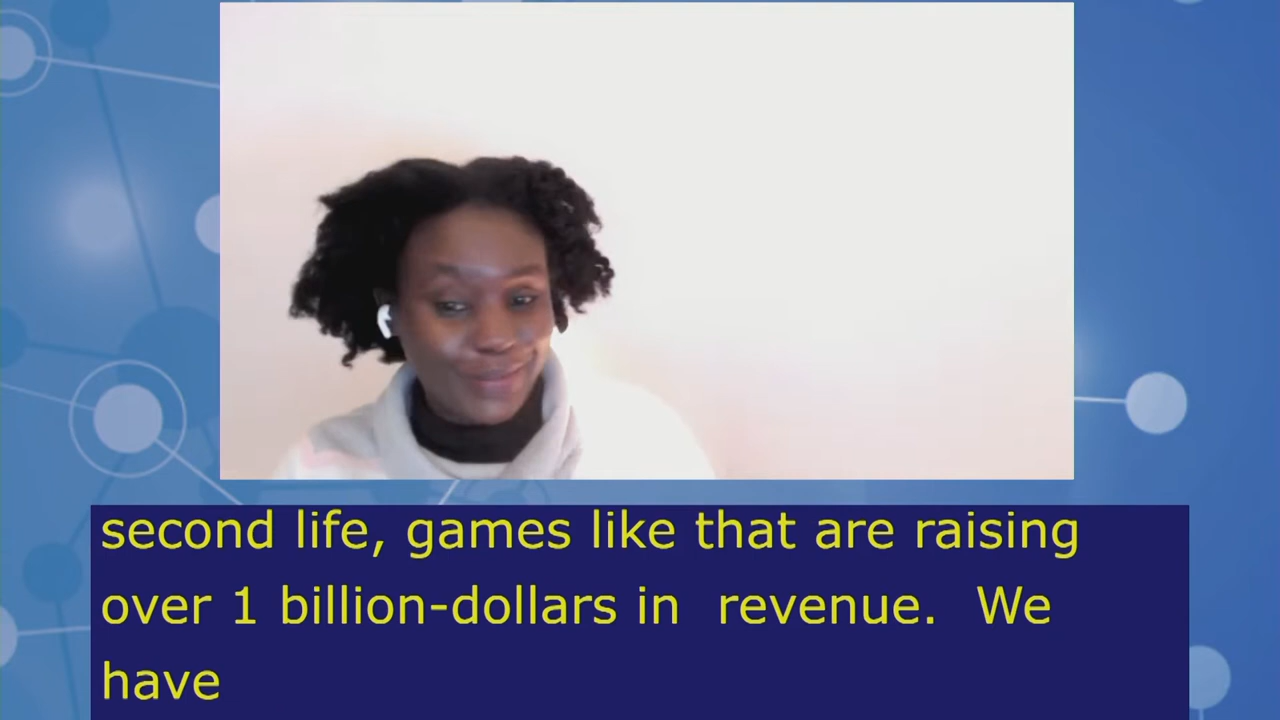 second life, games like that are raising
over 1 billion-dollars in  revenue.  We
have